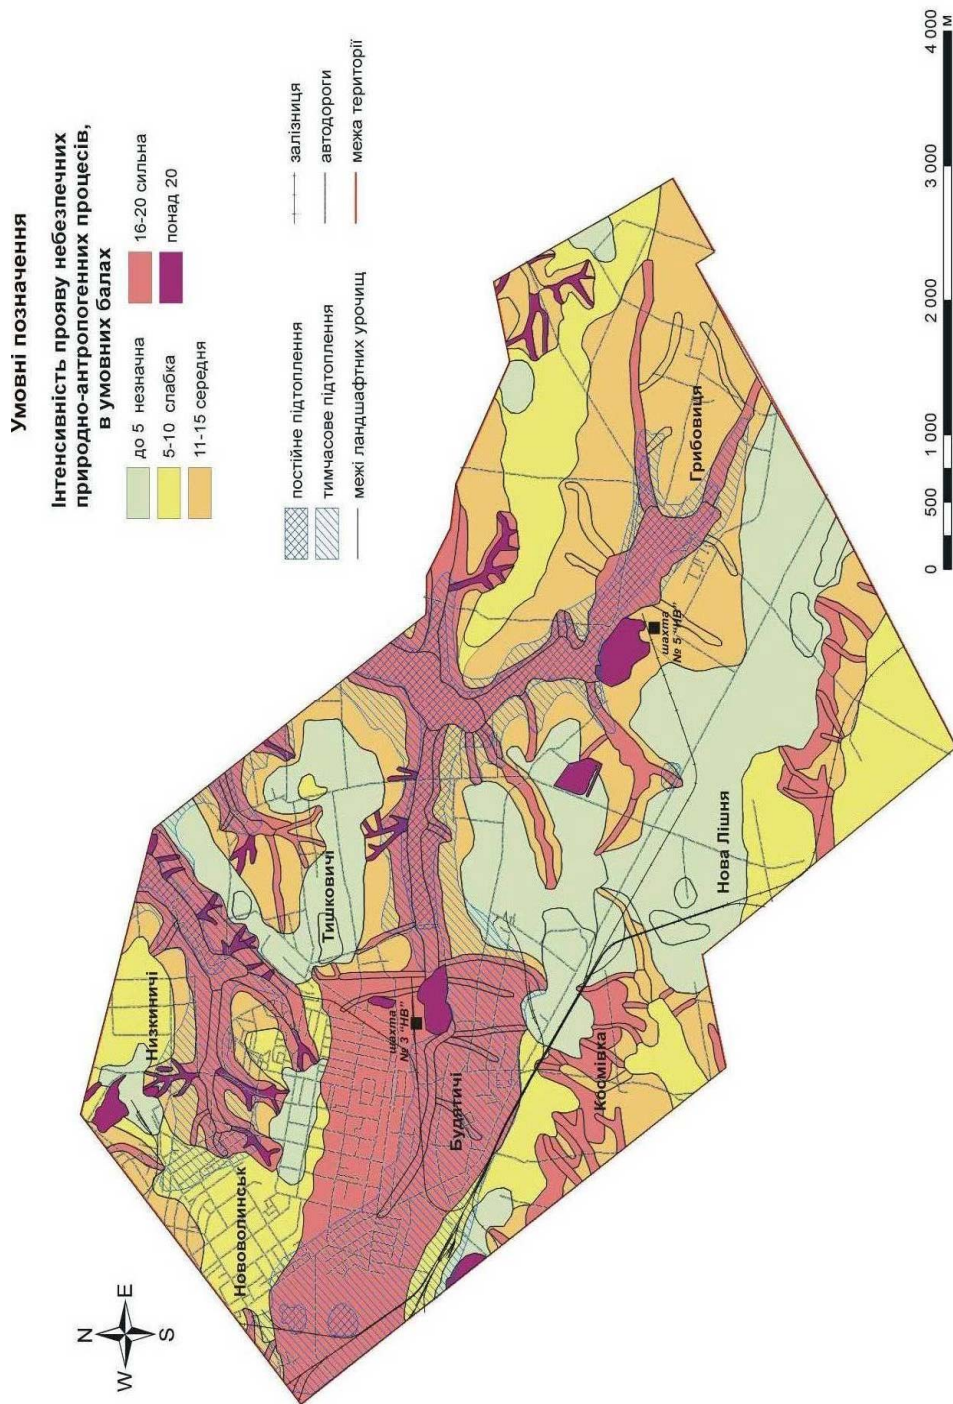 Умовні позначення
Інтенсивність прояву небезпечних
природно-антропогенних процесів,
в умовних балах
до 5 незначна
5-10 слабка
11-15 середня
16-20 сильна
понад 20
постійне підтоплення
тимчасове підтоплення
межі ландшафтних урочищ
залізниця
автодороги
межа території
N
W E
S
Низкиничі
Нововолинськ
Тишковичі
шахта
№ 3 "НВ"
Будятичі
Космівка
Нова Лішня
шахта
№ 5 "НВ"
Грибовиця
0 500 1 000 2 000 3 000 4 000
м